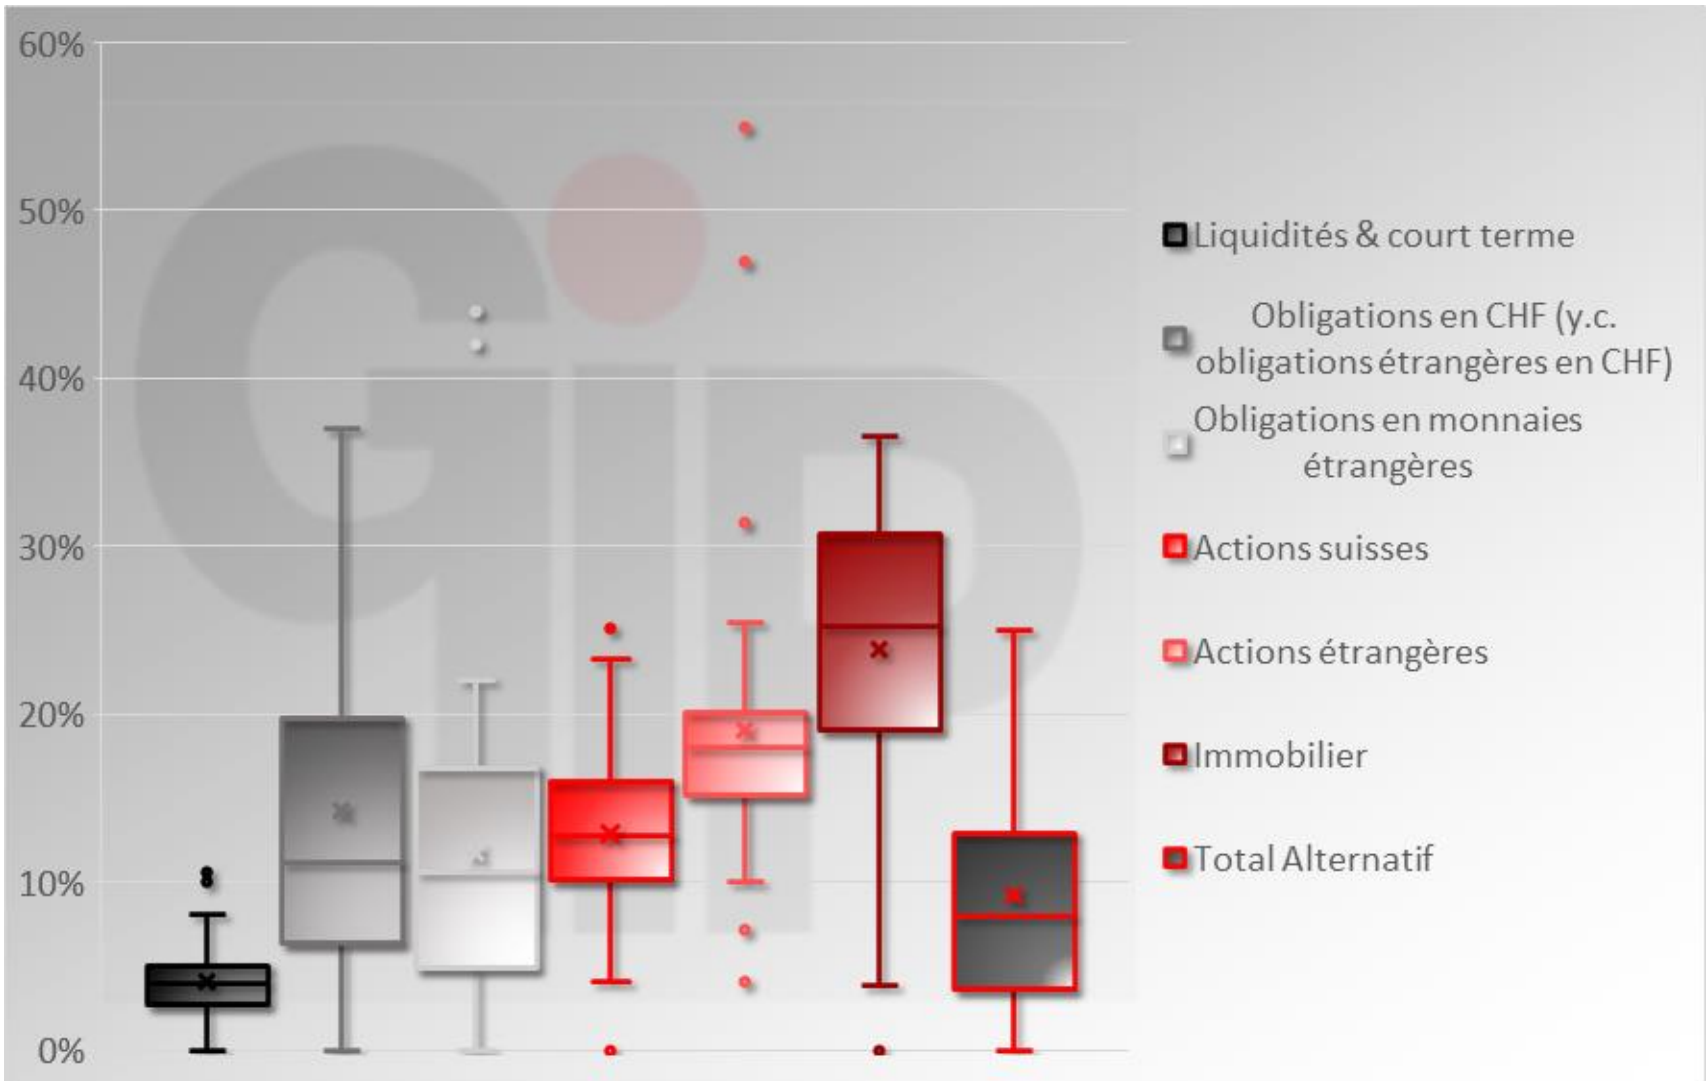 60%
50%
40%
30%
20%
10%
0%
GiP
Liquidités & court terme
Obligations en CHF (y.c.
obligations étrangères en CHF)
Obligations en monnaies
étrangères
Actions suisses
Actions étrangères
Immobilier
Total Alternatif